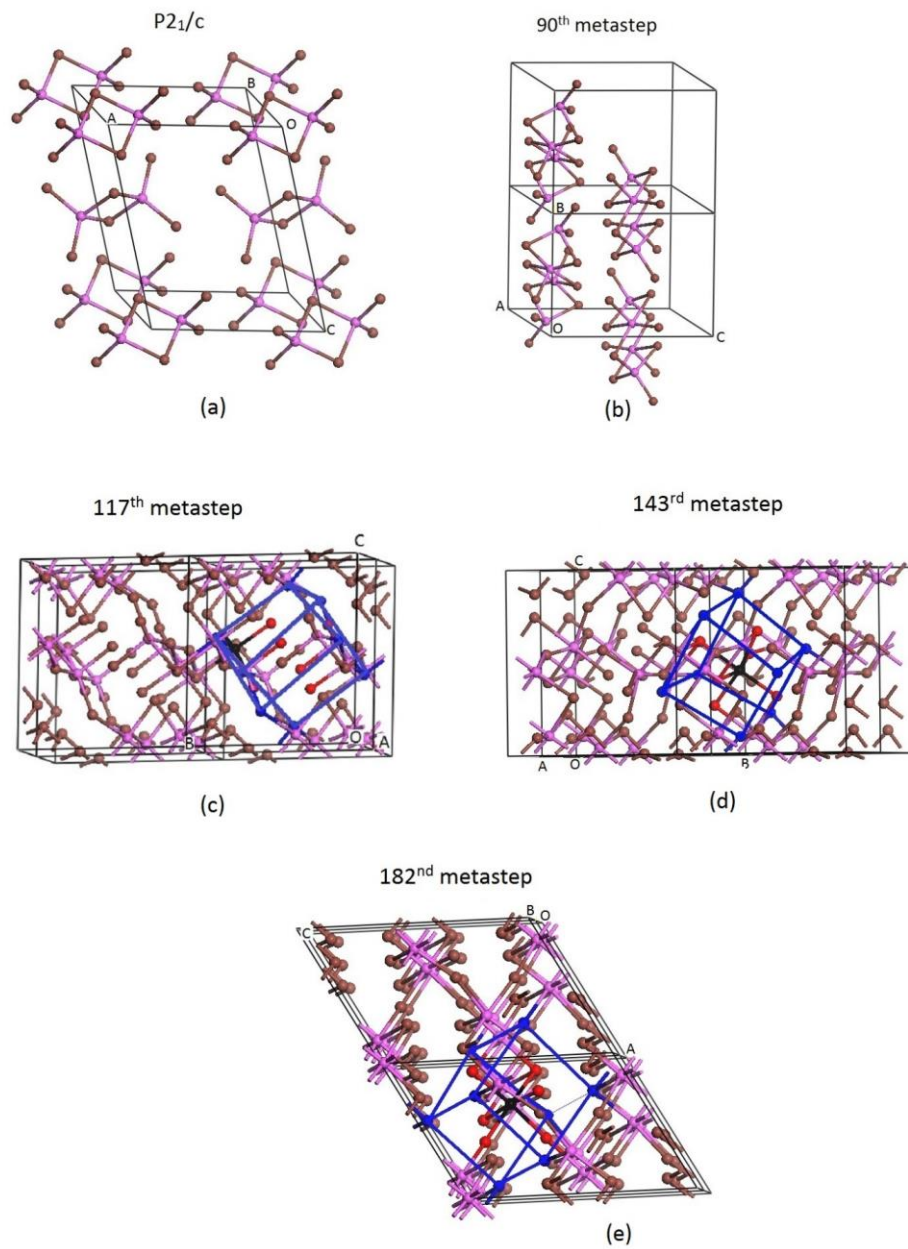 P2₁/c
90ᵗʰ metastep
B
A
O
C
(a)
B
A
O
C
(b)
117ᵗʰ metastep
143ʳᵈ metastep
C
B
O
A
(c)
C
A
O
B
(d)
182ⁿᵈ metastep
C
B
O
A
(e)